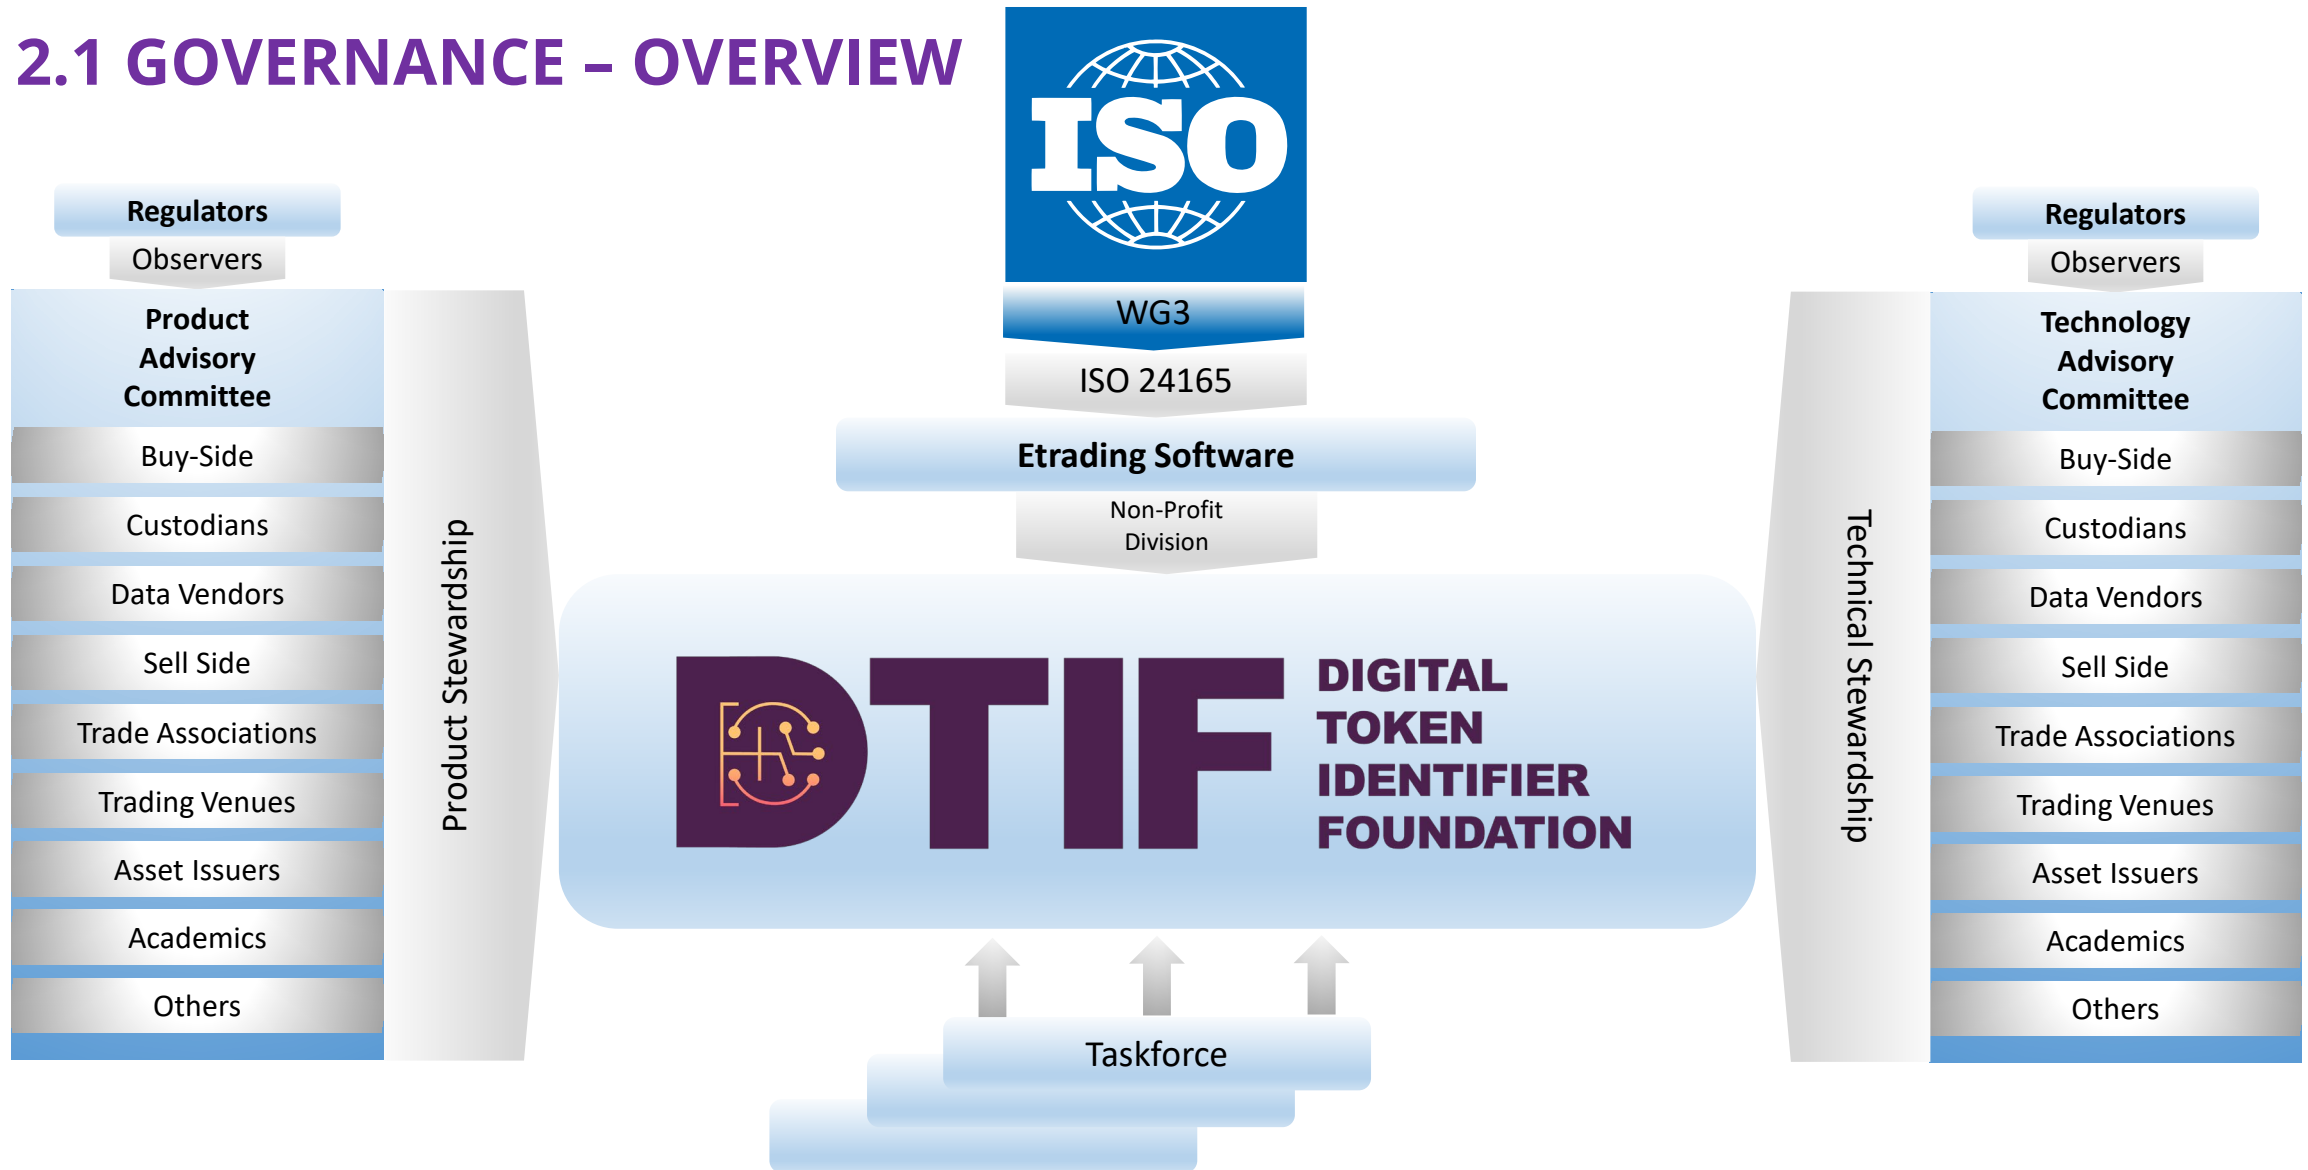 2.1 GOVERNANCE – OVERVIEW
ISO
WG3
ISO 24165
Etrading Software
Non-Profit
Division
Regulators
Observers
Product
Advisory
Committee
Buy-Side
Custodians
Data Vendors
Sell Side
Trade Associations
Trading Venues
Asset Issuers
Academics
Others
Product Stewardship
DTIF
DIGITAL
TOKEN
IDENTIFIER
FOUNDATION
Taskforce
Technical Stewardship
Regulators
Observers
Technology
Advisory
Committee
Buy-Side
Custodians
Data Vendors
Sell Side
Trade Associations
Trading Venues
Asset Issuers
Academics
Others